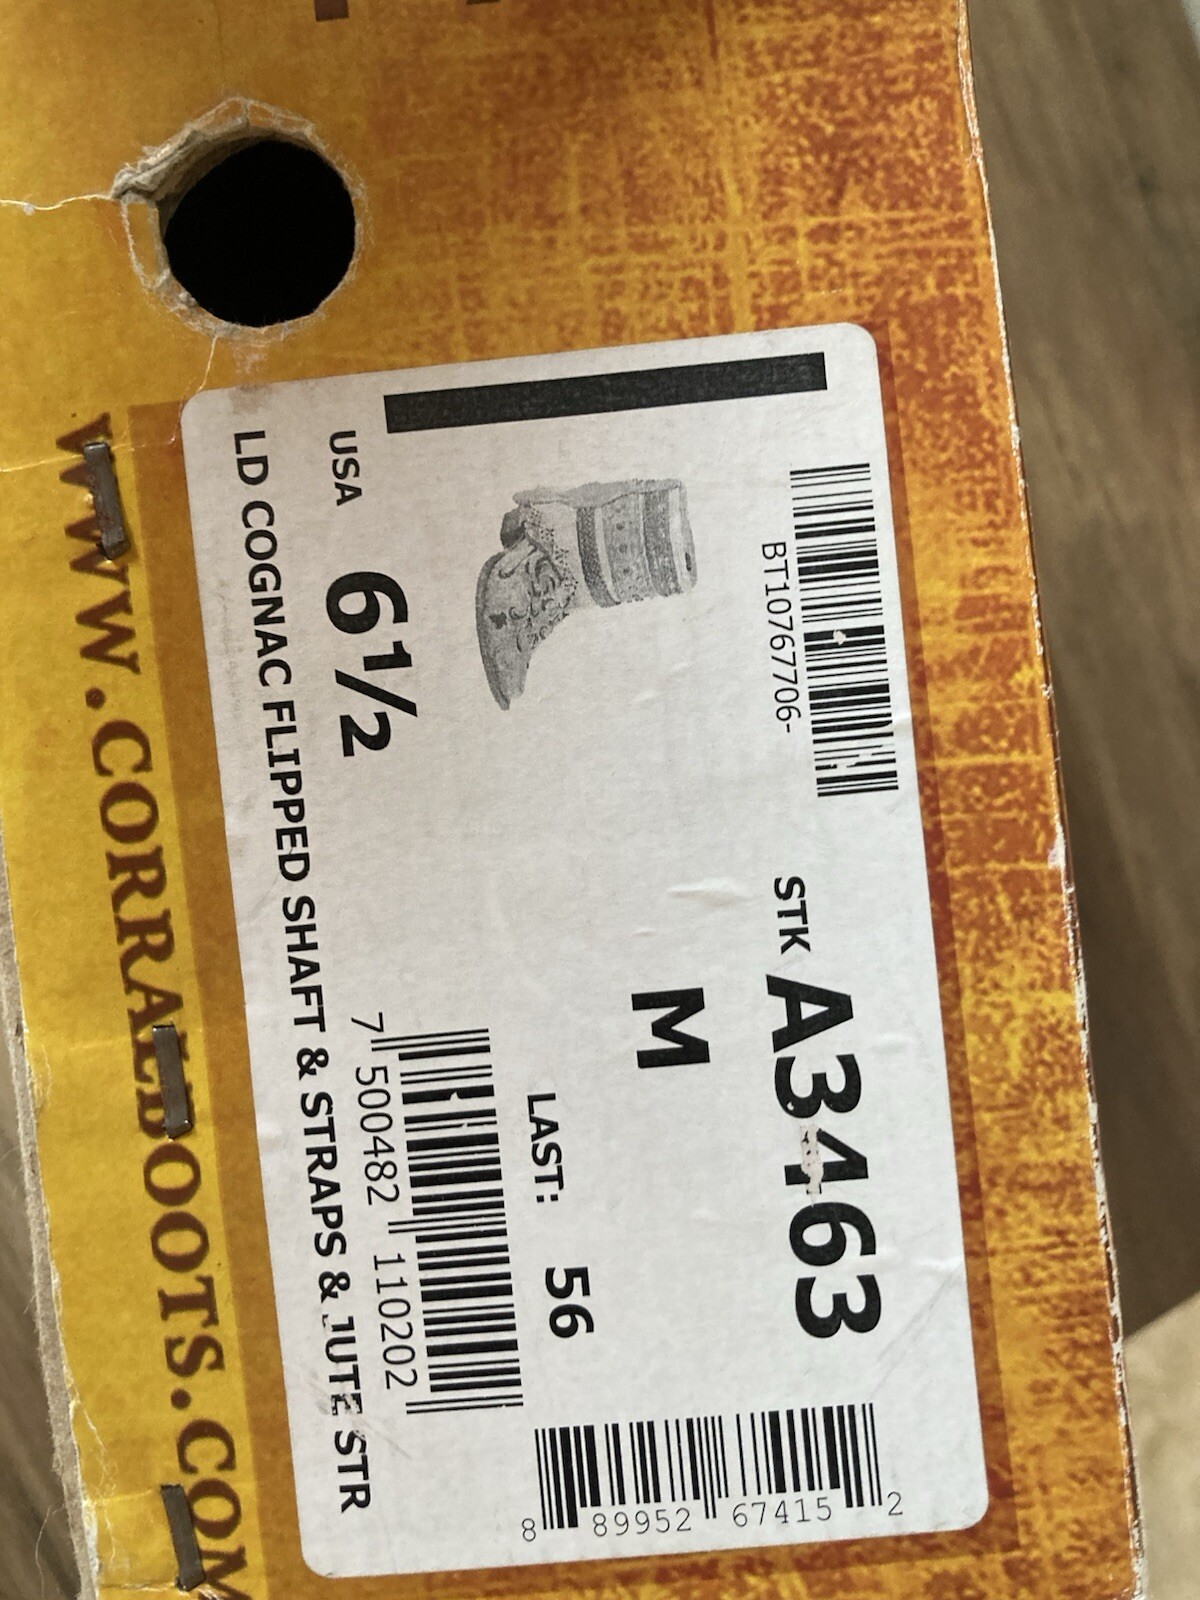 BT10767706-
STK A3463
M
LAST: 56
USA 6½
7 500482 110202
LD COGNAC FLIPPED SHAFT & STRAPS & JUTE STR
8 89952 67415 2
WWW.CORRALBOOTS.COM